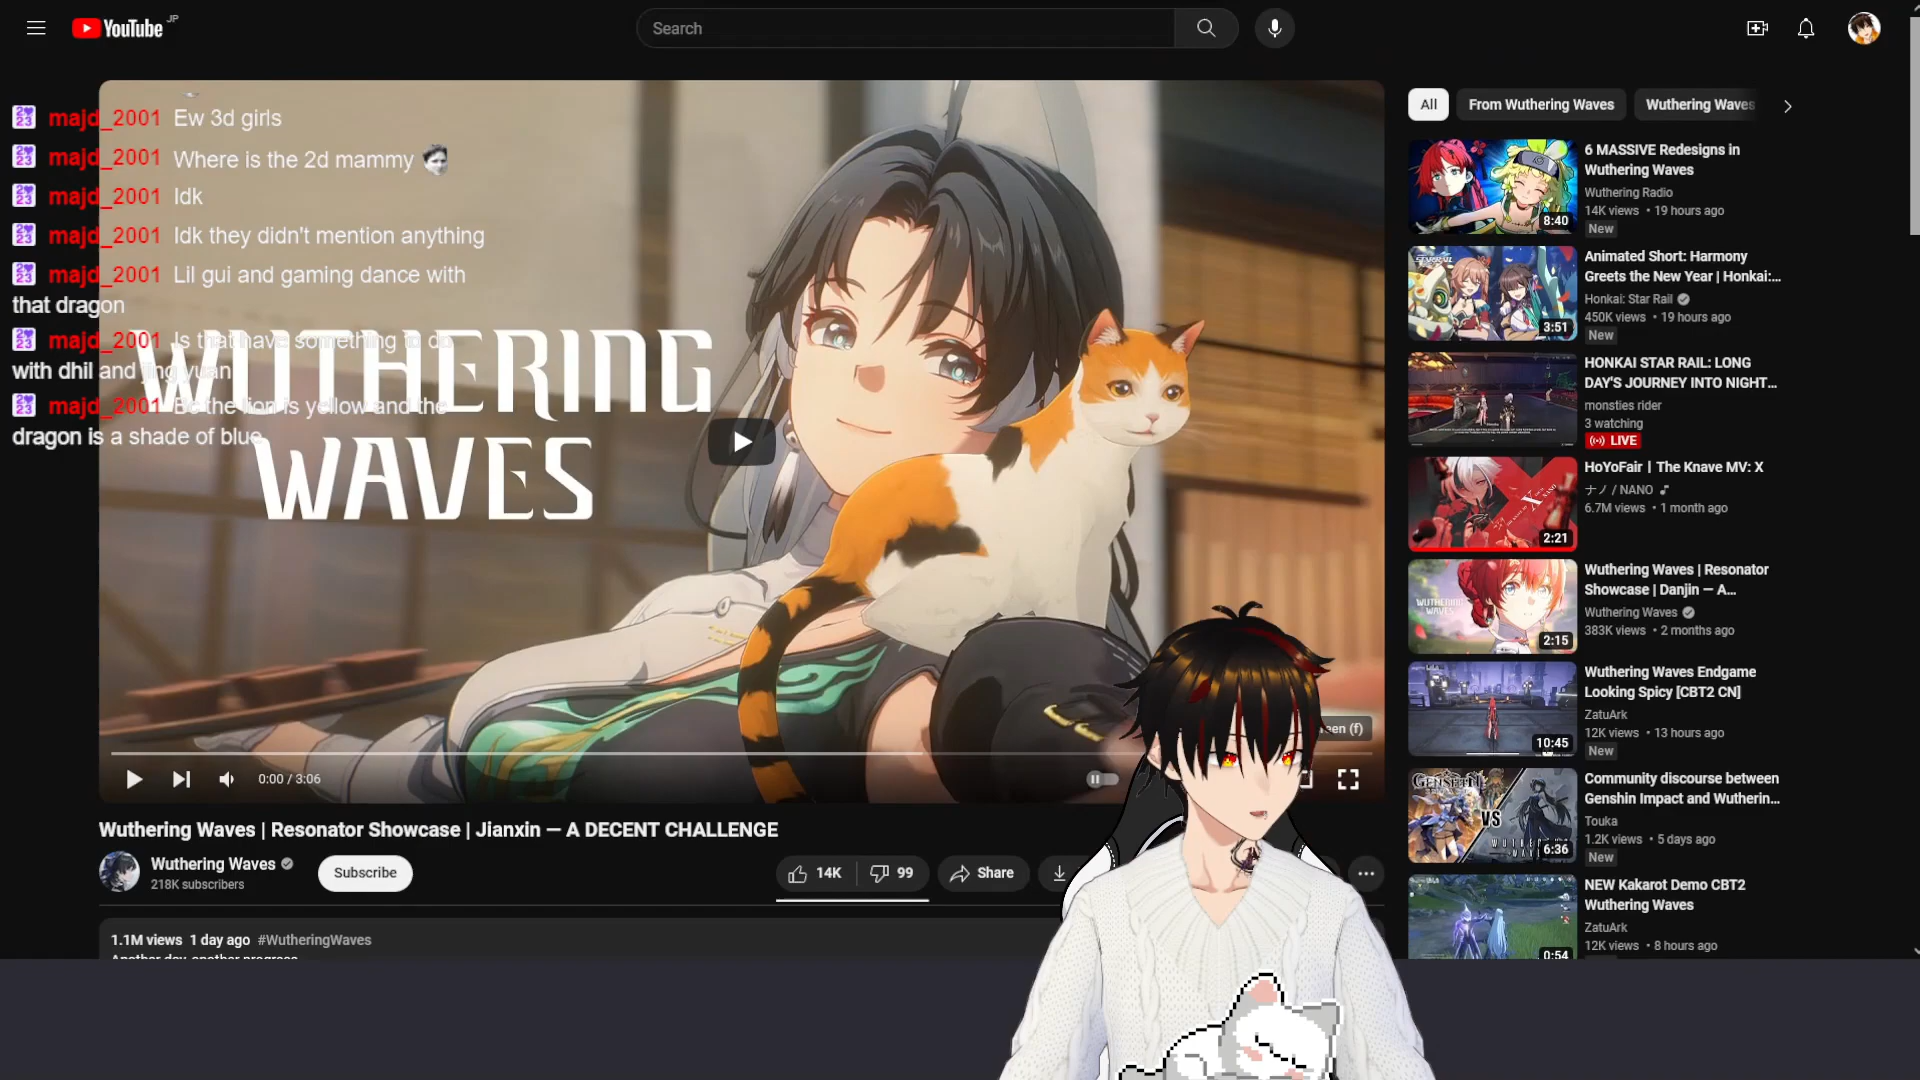 YouTube JP
Search
majd_2001 Ew 3d girls
majd_2001 Where is the 2d mammy
majd_2001 Idk
majd_2001 Idk they didn't mention anything
majd_2001 Lil gui and gaming dance with
that dragon
majd_2001 Is that have something to do
with dhil and jing yuan
majd_2001 Bc the lion is yellow and the
dragon is a shade of blue
WUTHERING
WAVES
0:00 / 3:06
een (f)
Wuthering Waves | Resonator Showcase | Jianxin — A DECENT CHALLENGE
Wuthering Waves
218K subscribers
Subscribe
14K
99
Share
1.1M views 1 day ago #WutheringWaves
Another day, another progress
All
From Wuthering Waves
Wuthering Waves
6 MASSIVE Redesigns in
Wuthering Waves
Wuthering Radio
14K views • 19 hours ago
New
8:40
Animated Short: Harmony
Greets the New Year | Honkai:...
Honkai: Star Rail
450K views • 19 hours ago
New
3:51
HONKAI STAR RAIL: LONG
DAY'S JOURNEY INTO NIGHT...
monsties rider
3 watching
LIVE
HoYoFair | The Knave MV: X
ナノ / NANO
6.7M views • 1 month ago
2:21
Wuthering Waves | Resonator
Showcase | Danjin — A...
Wuthering Waves
383K views • 2 months ago
2:15
Wuthering Waves Endgame
Looking Spicy [CBT2 CN]
ZatuArk
12K views • 13 hours ago
New
10:45
Community discourse between
Genshin Impact and Wutherin...
Touka
1.2K views • 5 days ago
New
GENSHIN
VS
6:36
NEW Kakarot Demo CBT2
Wuthering Waves
ZatuArk
12K views • 8 hours ago
0:54